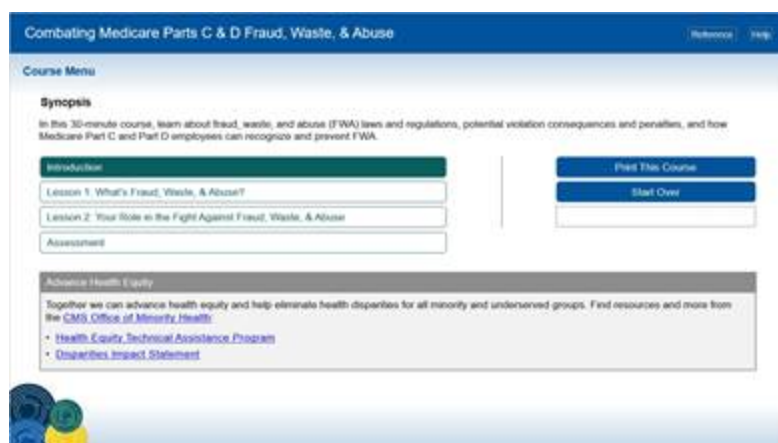 Combating Medicare Parts C & D Fraud, Waste, & Abuse
Reference
Help
Course Menu
Synopsis
In this 30-minute course, learn about fraud, waste, and abuse (FWA) laws and regulations, potential violation consequences and penalties, and how
Medicare Part C and Part D employees can recognize and prevent FWA.
Introduction
Lesson 1: What's Fraud, Waste, & Abuse?
Lesson 2: Your Role in the Fight Against Fraud, Waste, & Abuse
Assessment
Print This Course
Start Over
Advance Health Equity
Together we can advance health equity and help eliminate health disparities for all minority and underserved groups. Find resources and more from
the CMS Office of Minority Health:
• Health Equity Technical Assistance Program
• Disparities Impact Statement